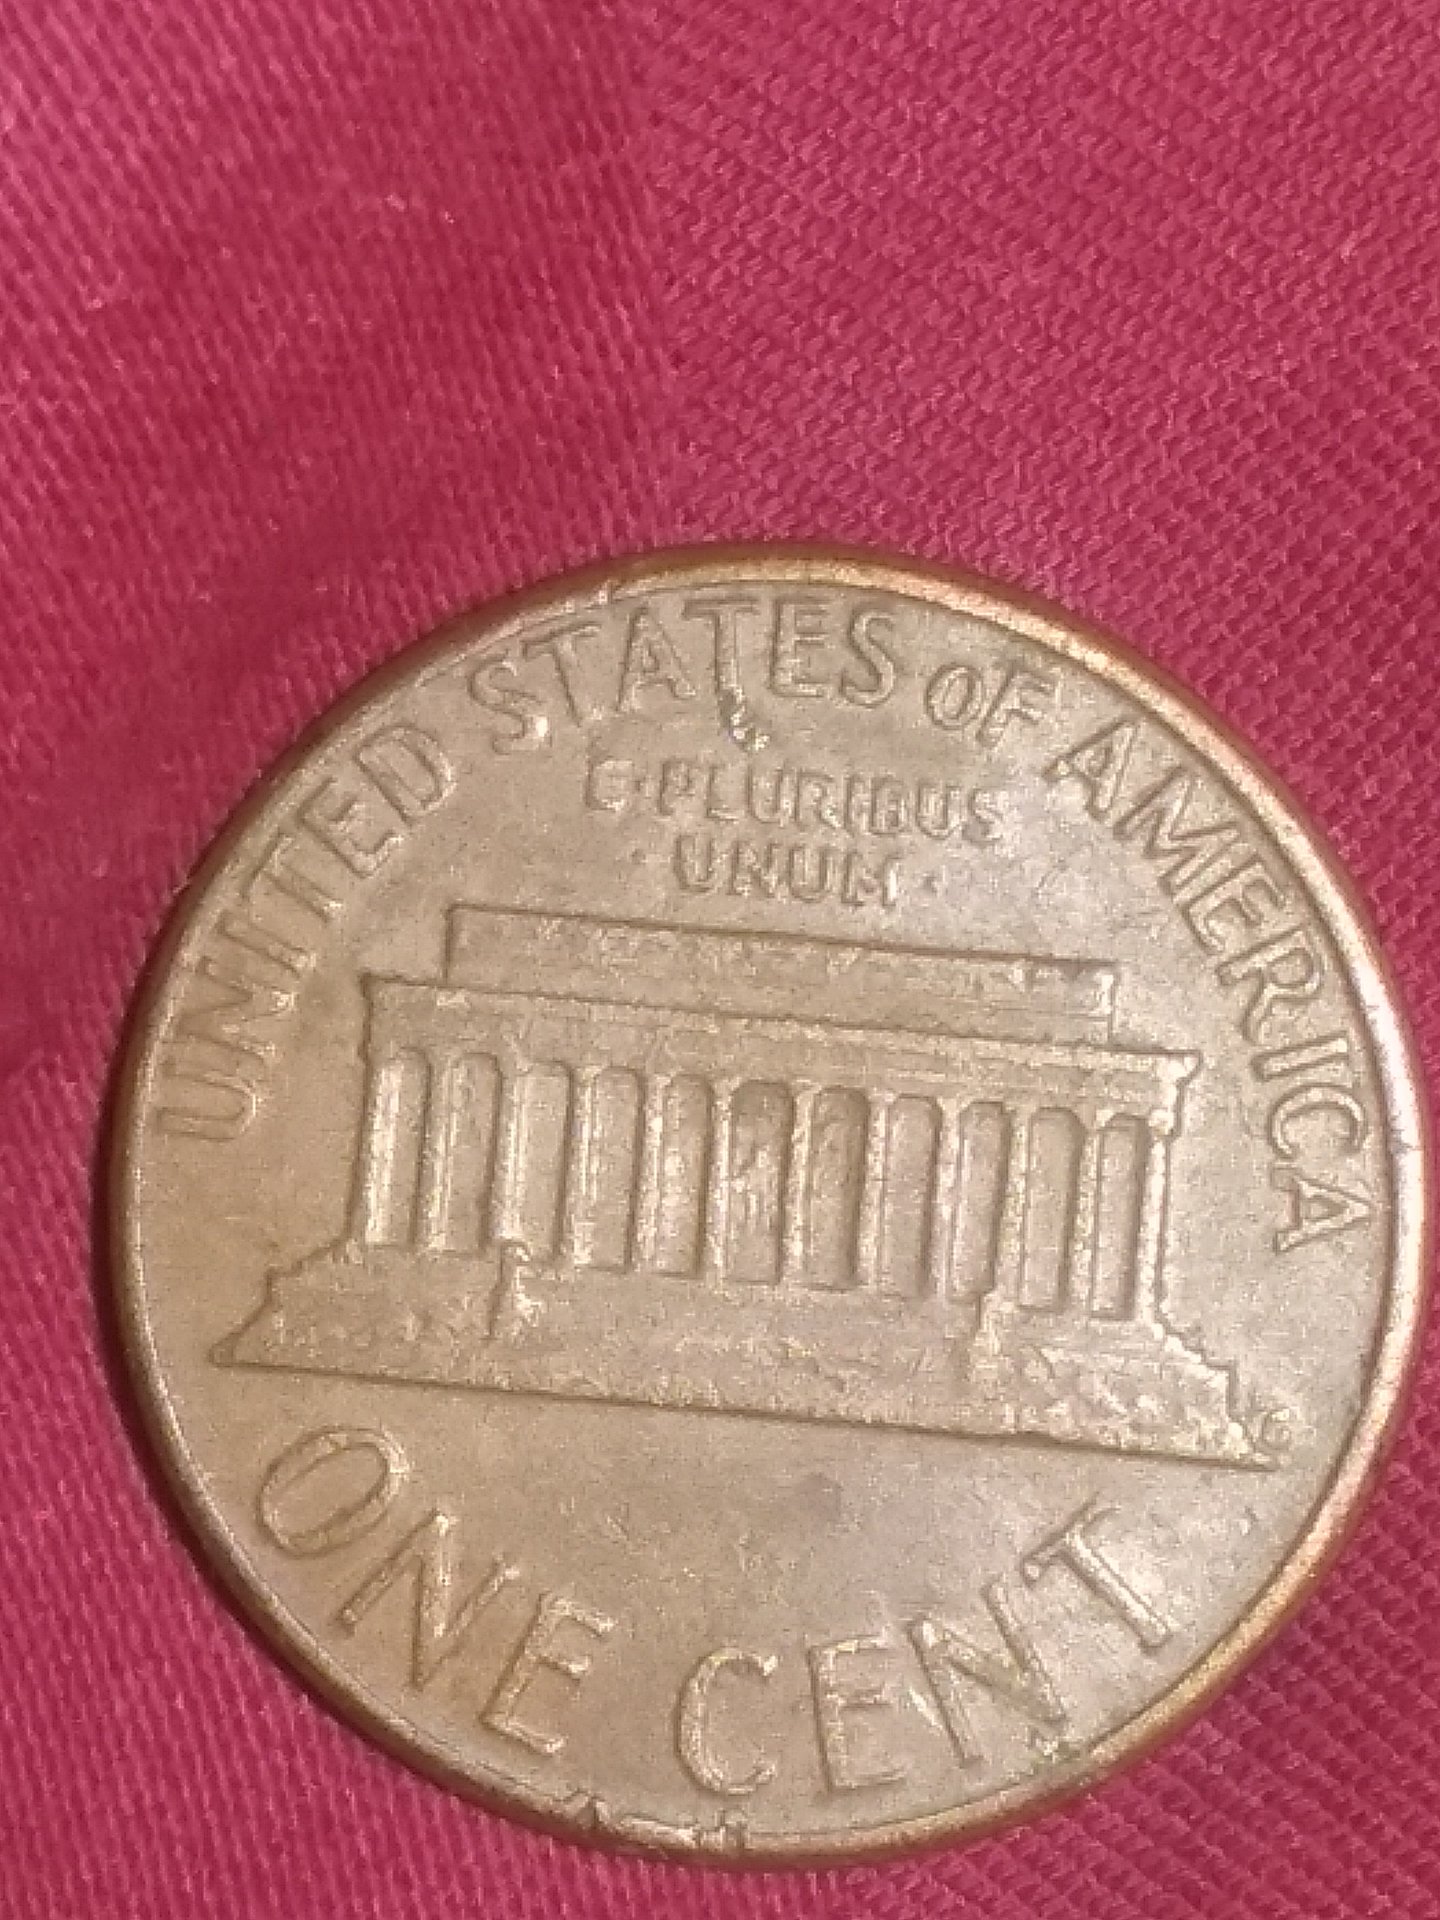 UNITED STATES OF AMERICA
E·PLURIBUS
·UNUM·
ONE CENT